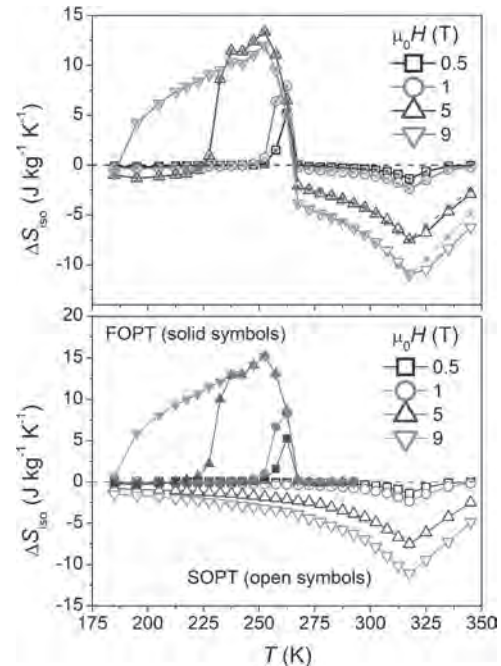 μ₀H (T)
0.5
1
5
9
15
10
5
0
-5
-10
ΔS_iso (J kg⁻¹ K⁻¹)
FOPT (solid symbols)
μ₀H (T)
0.5
1
5
9
SOPT (open symbols)
20
15
10
5
0
-5
-10
-15
ΔS_iso (J kg⁻¹ K⁻¹)
175 200 225 250 275 300 325 350
T (K)